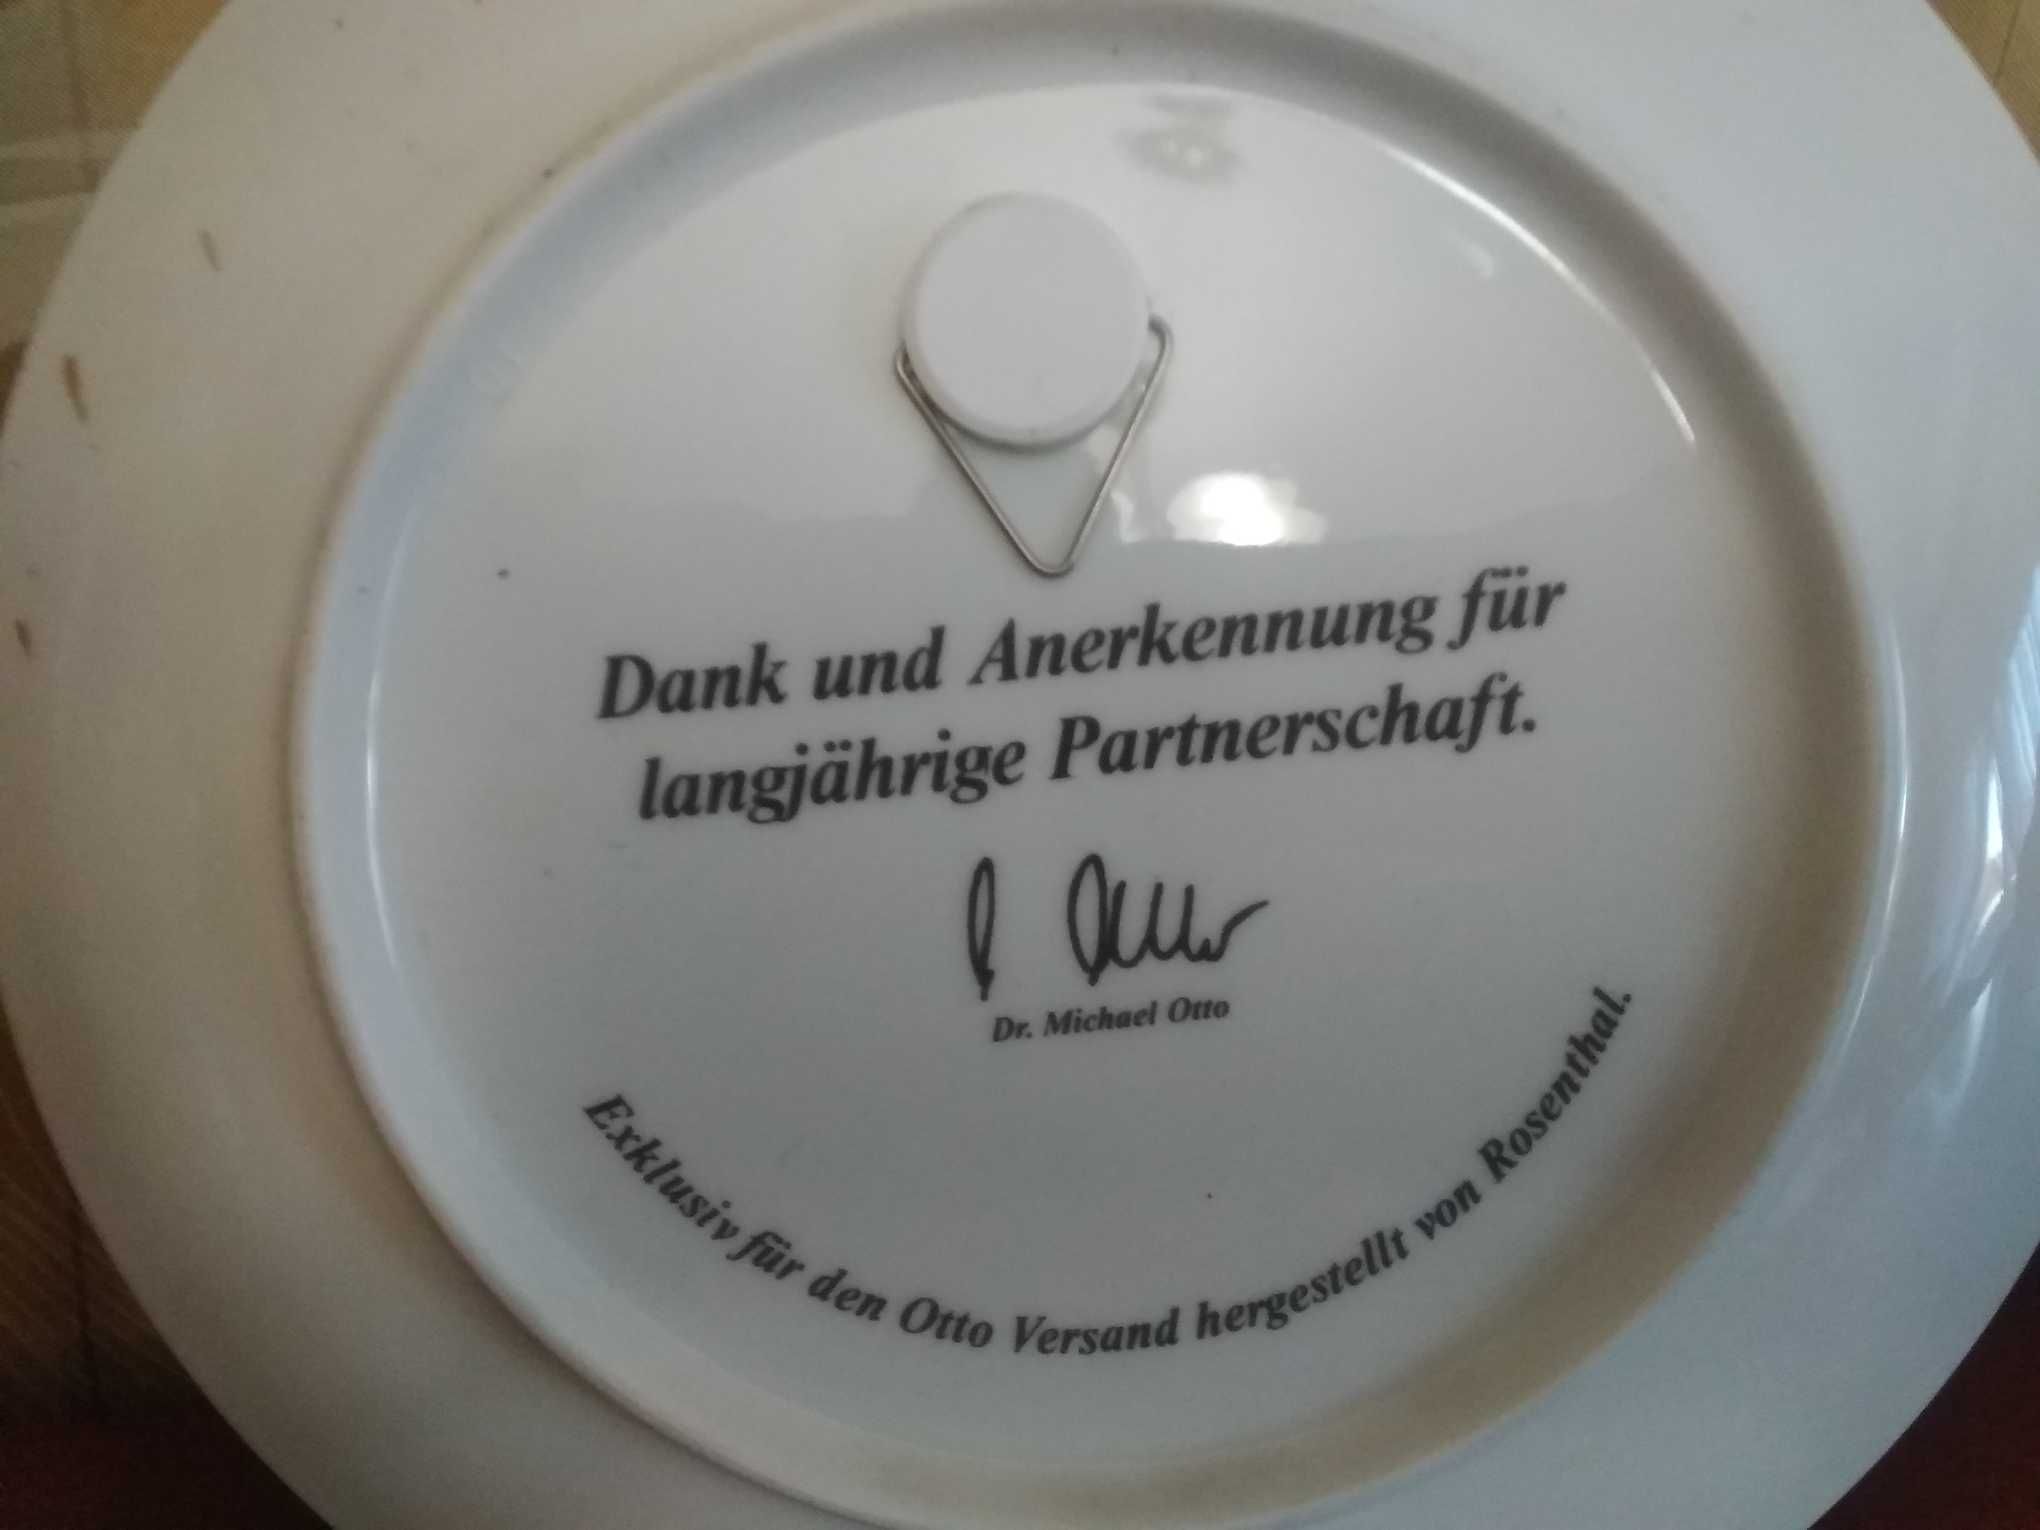 Dank und Anerkennung für
langjährige Partnerschaft.
Dr. Michael Otto
Exklusiv für den Otto Versand hergestellt von Rosenthal.